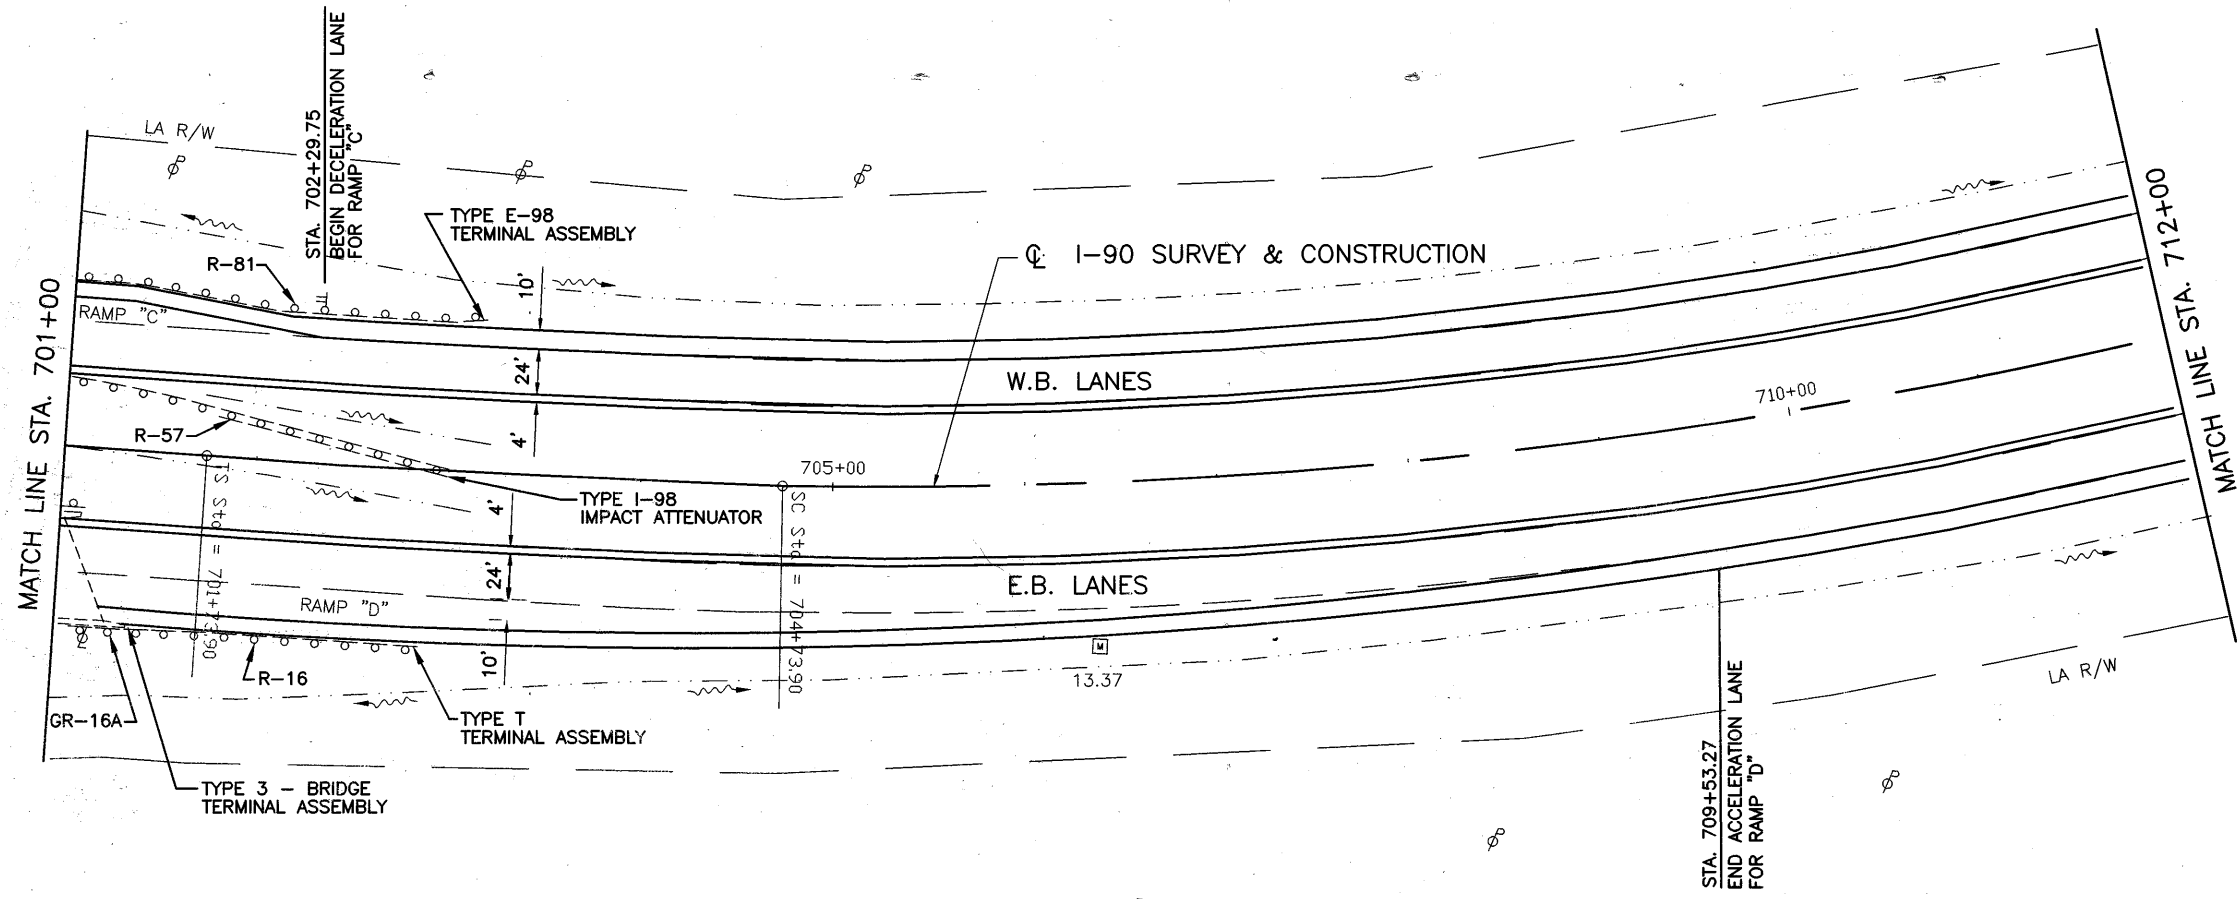 STA. 702+29.75
BEGIN DECELERATION LANE
FOR RAMP "C"
LA R/W
TYPE E-98
TERMINAL ASSEMBLY
R-81
10'
℄ I-90 SURVEY & CONSTRUCTION
MATCH LINE STA. 701+00
RAMP "C"
24'
W.B. LANES
4'
R-57
710+00
705+00
TYPE I-98
IMPACT ATTENUATOR
4'
TS Sta = 701+73.90
SC Sta = 704+73.90
24'
E.B. LANES
RAMP "D"
10'
R-16
M
13.37
GR-16A
TYPE T
TERMINAL ASSEMBLY
TYPE 3 - BRIDGE
TERMINAL ASSEMBLY
LA R/W
STA. 709+53.27
END ACCELERATION LANE
FOR RAMP "D"
MATCH LINE STA. 712+00